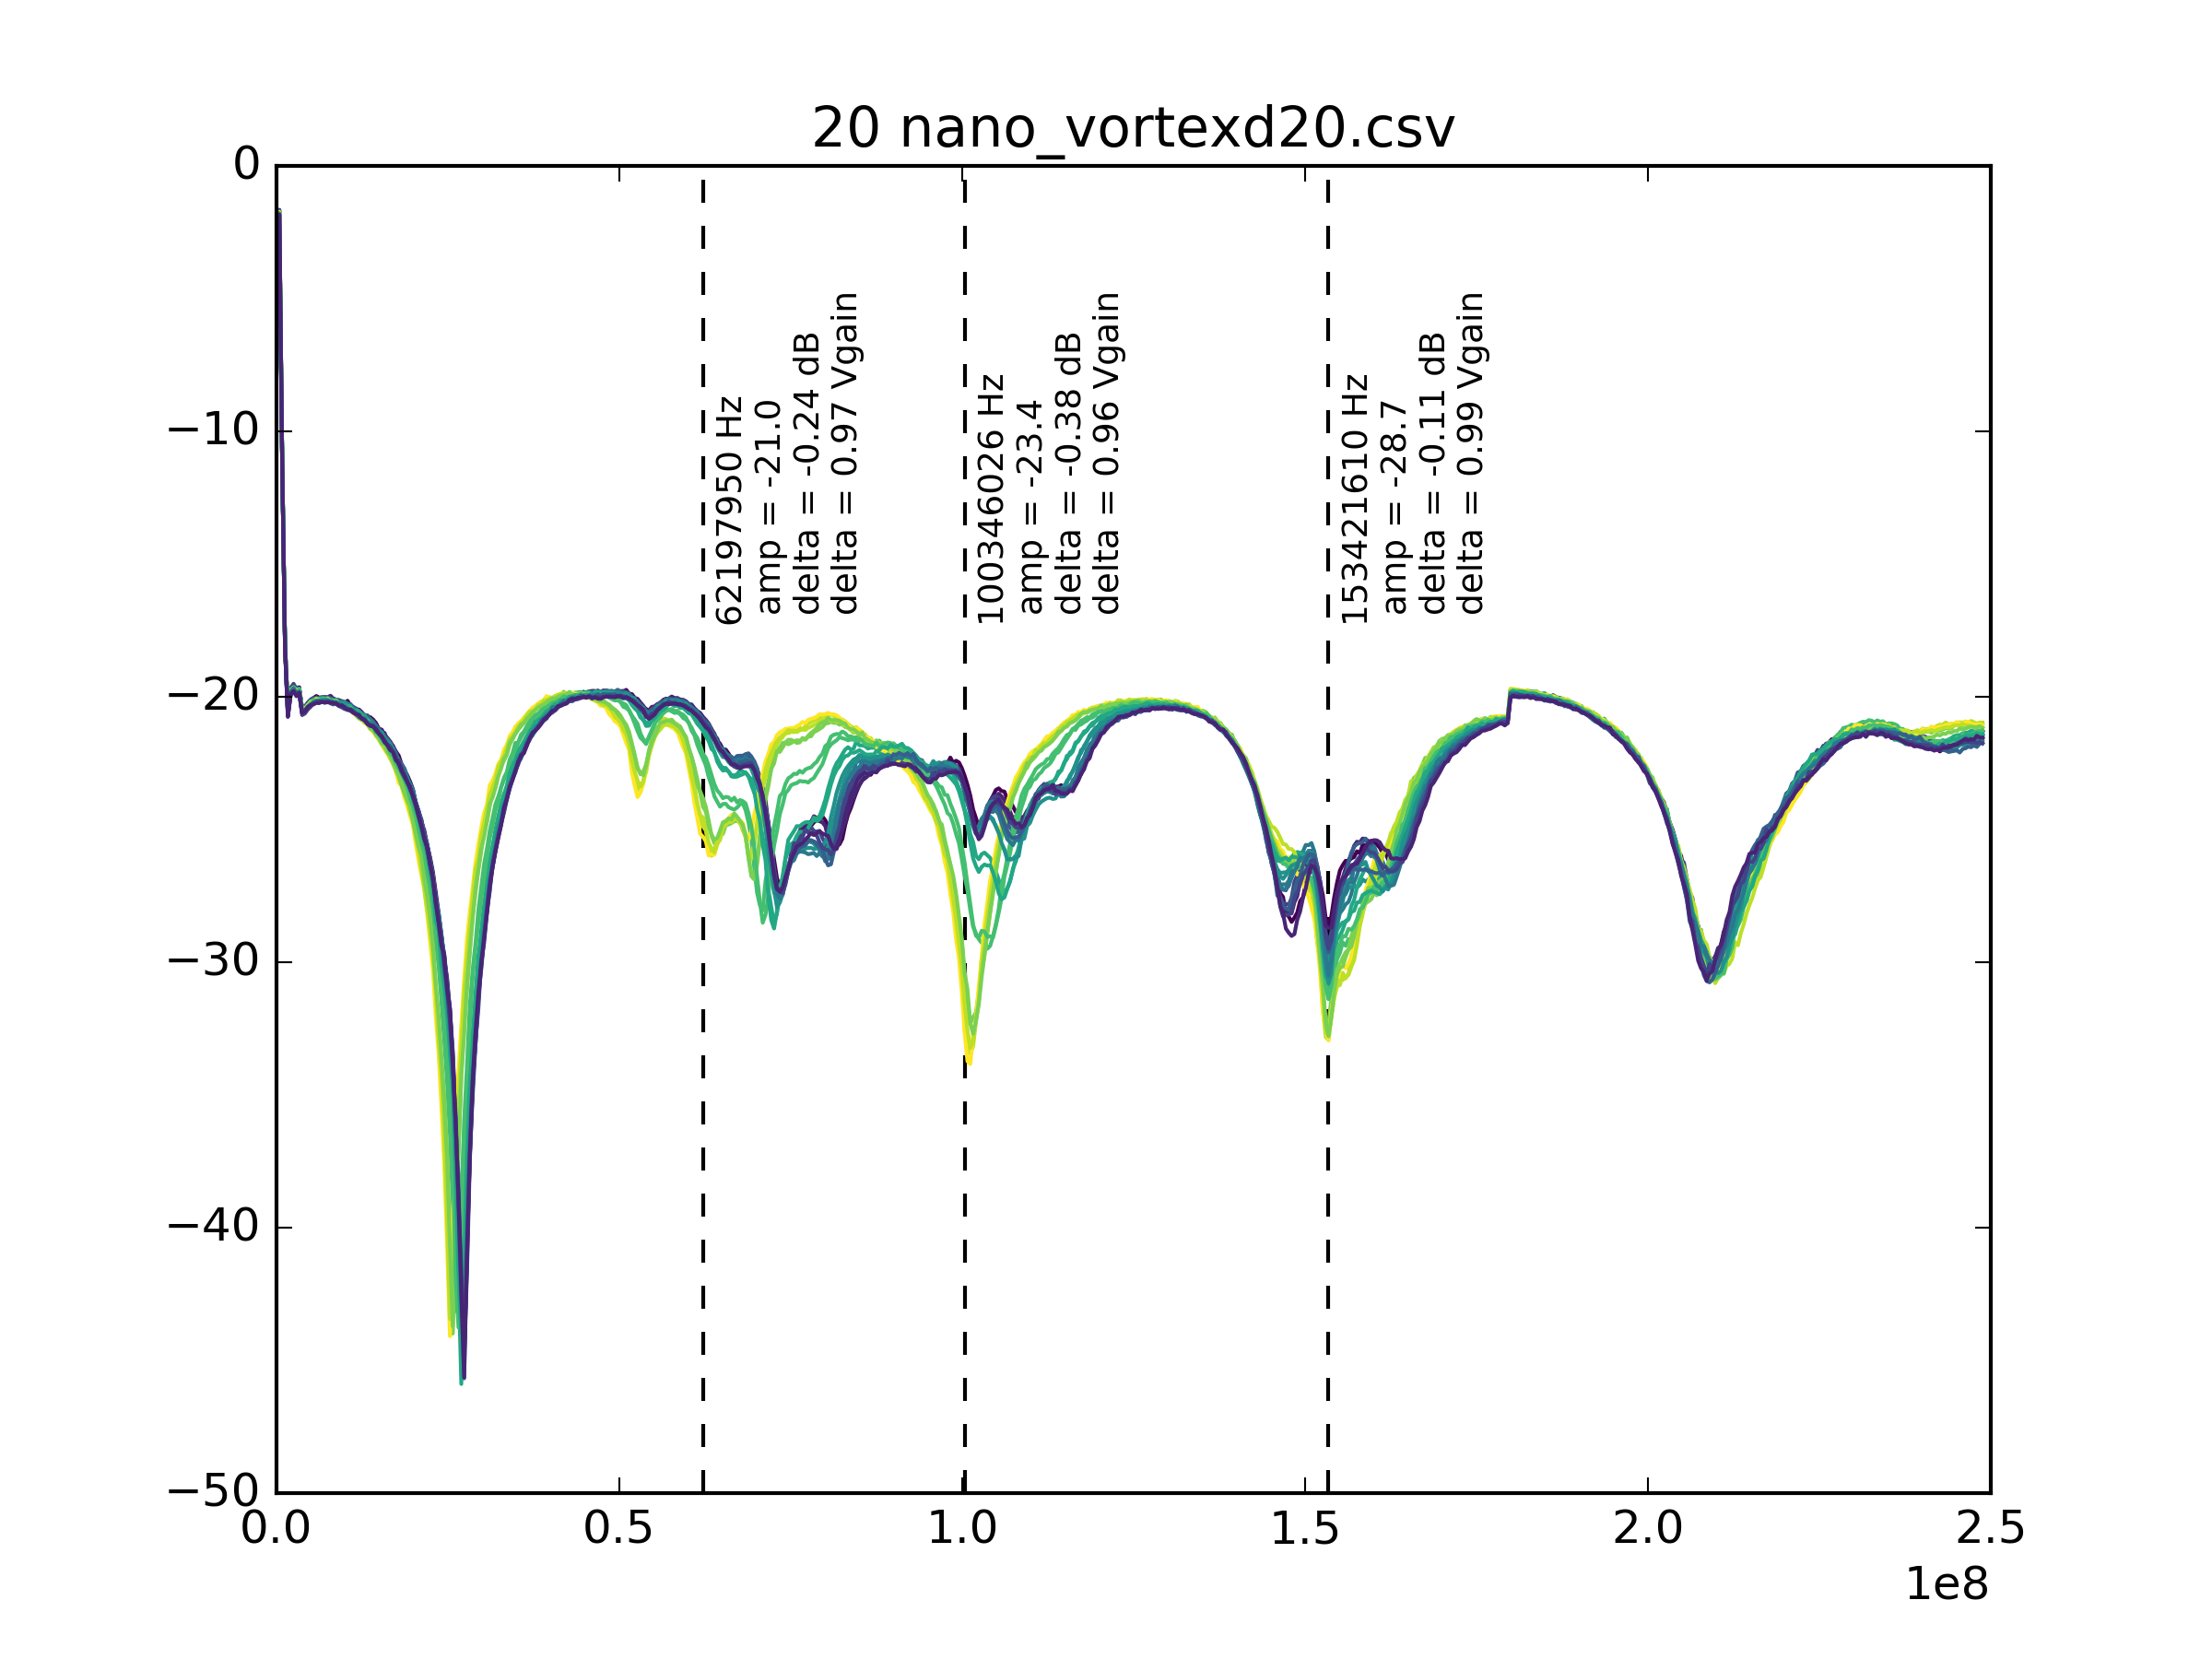 20 nano_vortexd20.csv
0
−10
−20
−30
−40
−50
62197950 Hz
amp = -21.0
delta = -0.24 dB
delta = 0.97 Vgain
100346026 Hz
amp = -23.4
delta = -0.38 dB
delta = 0.96 Vgain
153421610 Hz
amp = -28.7
delta = -0.11 dB
delta = 0.99 Vgain
0.0 0.5 1.0 1.5 2.0 2.5
1e8